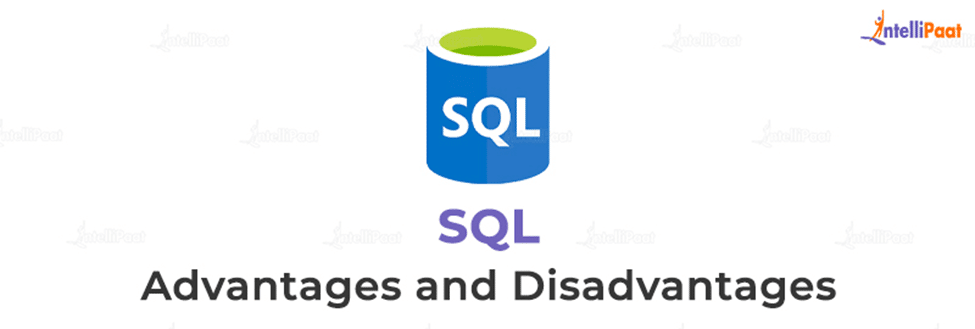 IntelliPaat
SQL
SQL
Advantages and Disadvantages